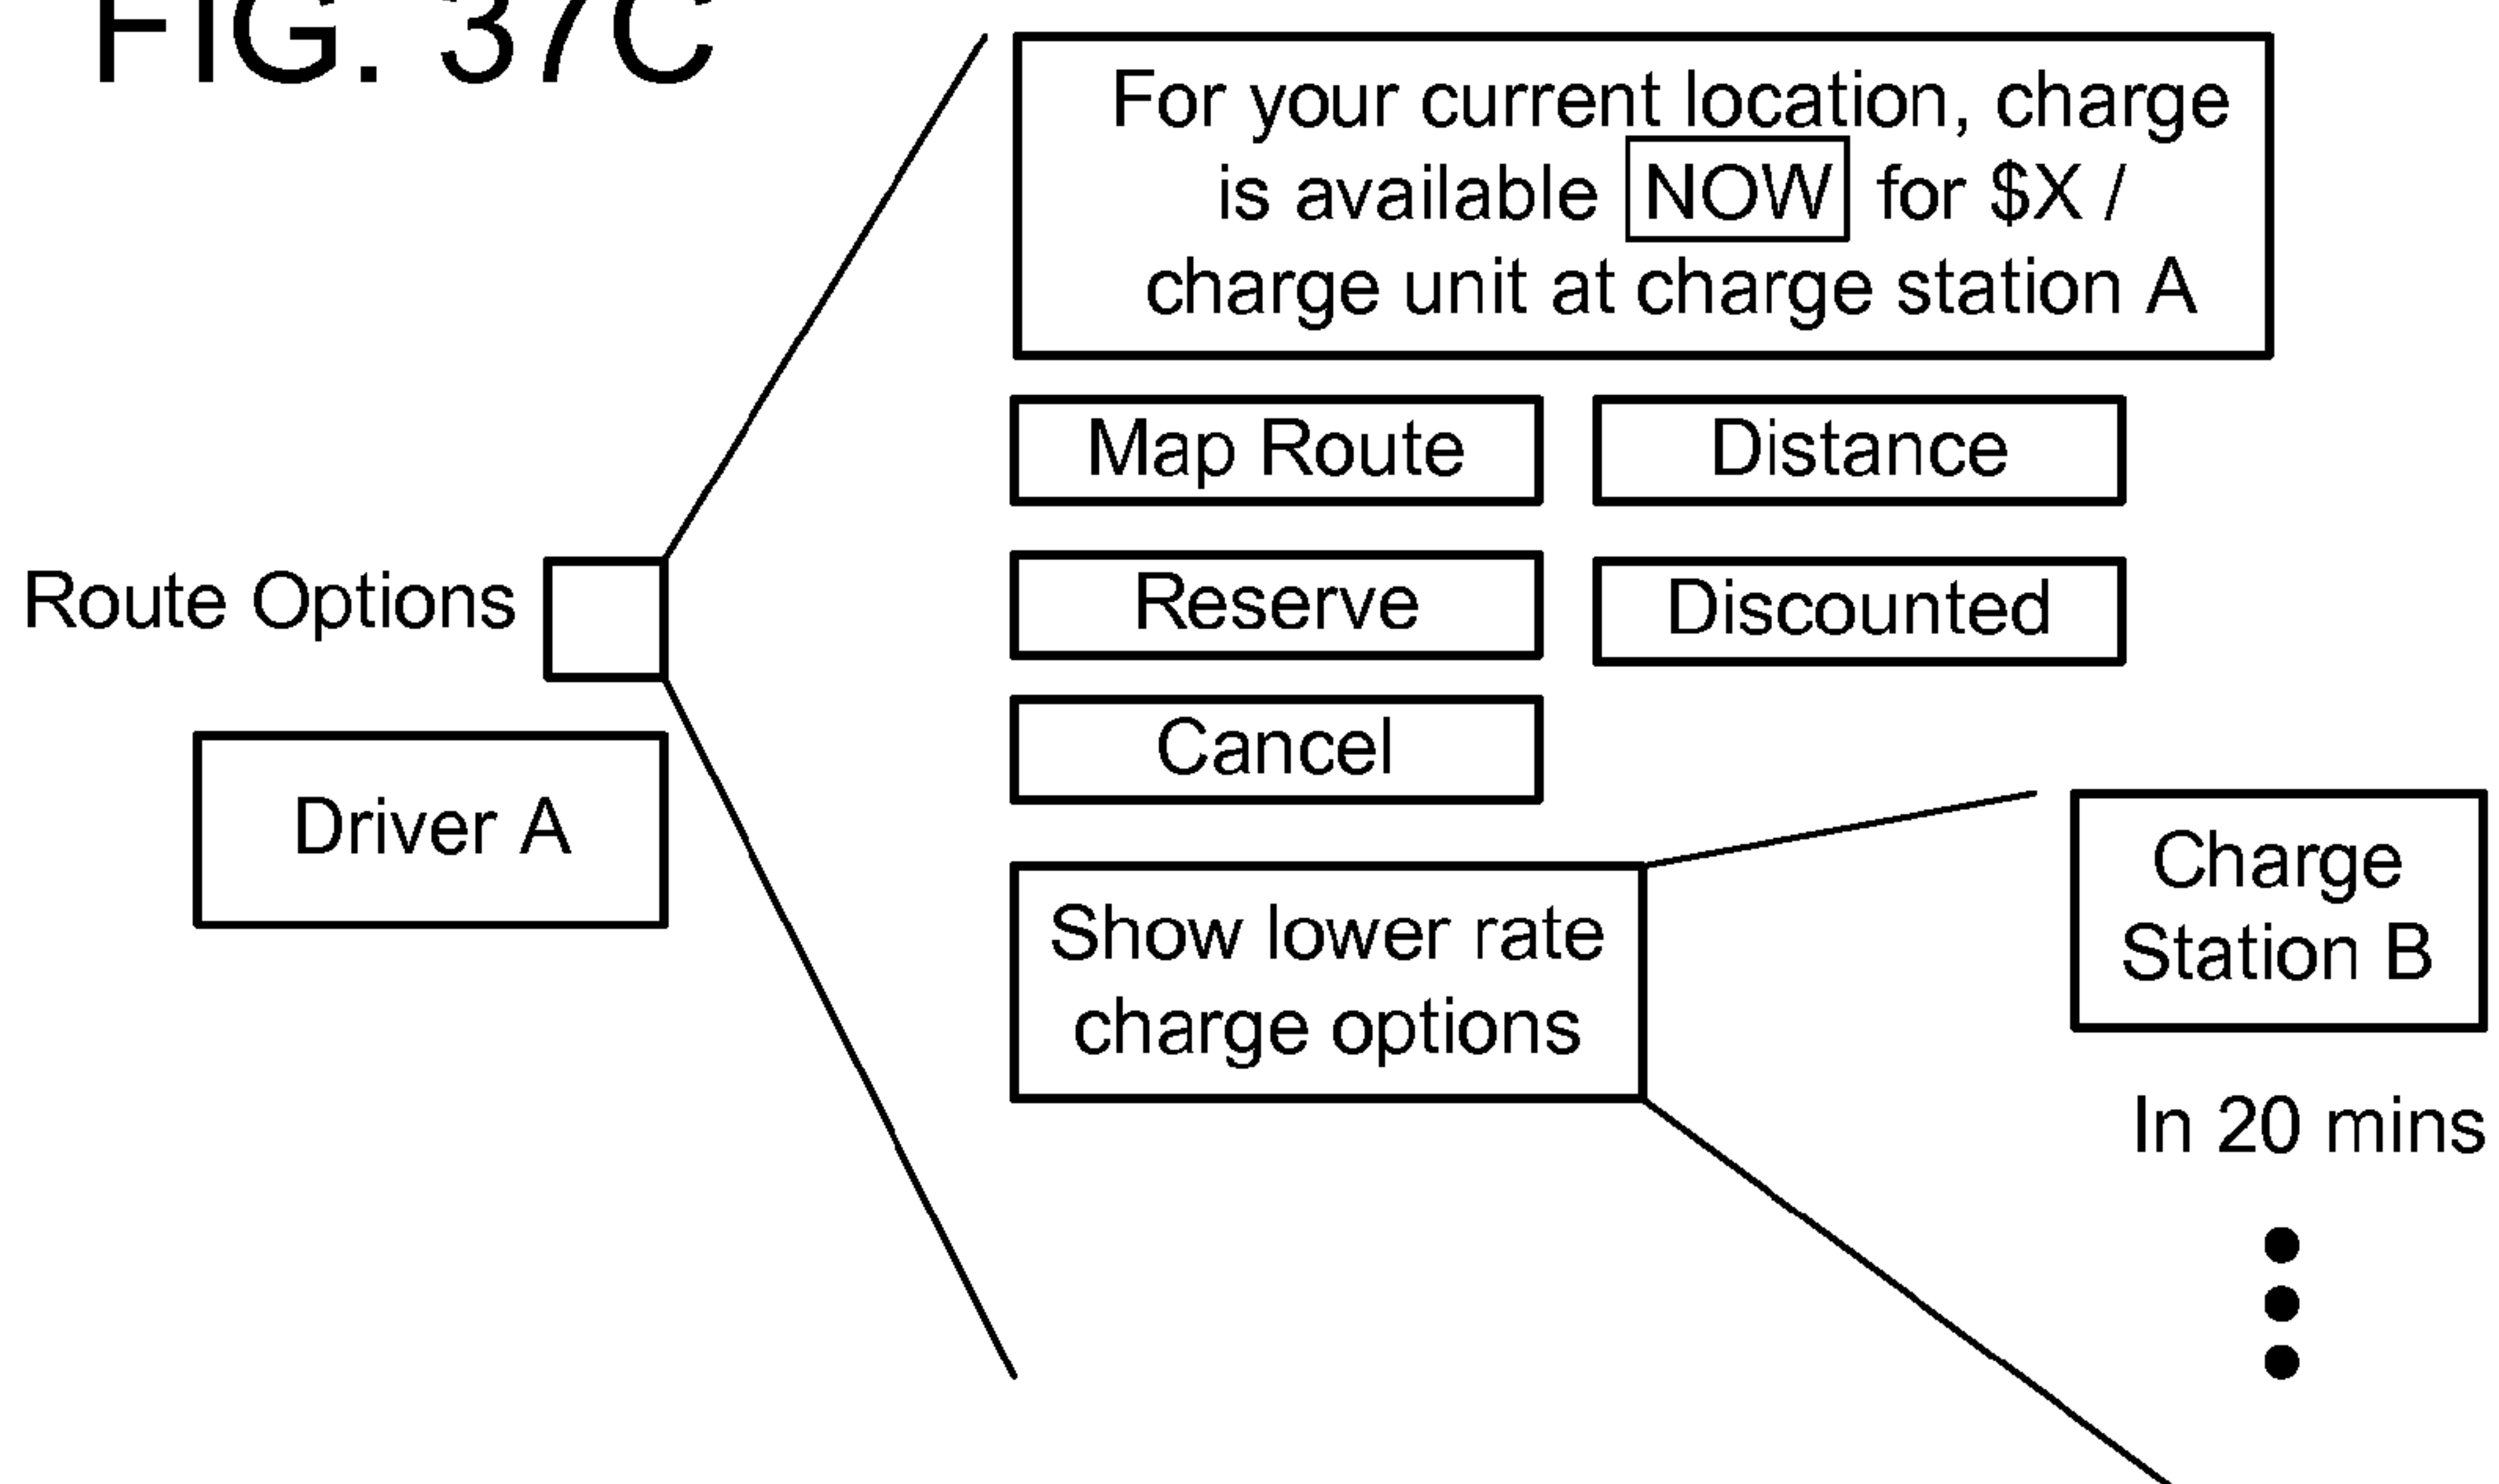 FIG. 37C
For your current location, charge
is available NOW for $X /
charge unit at charge station A
Map Route
Distance
Route Options
Reserve
Discounted
Cancel
Driver A
Show lower rate
charge options
Charge
Station B
In 20 mins